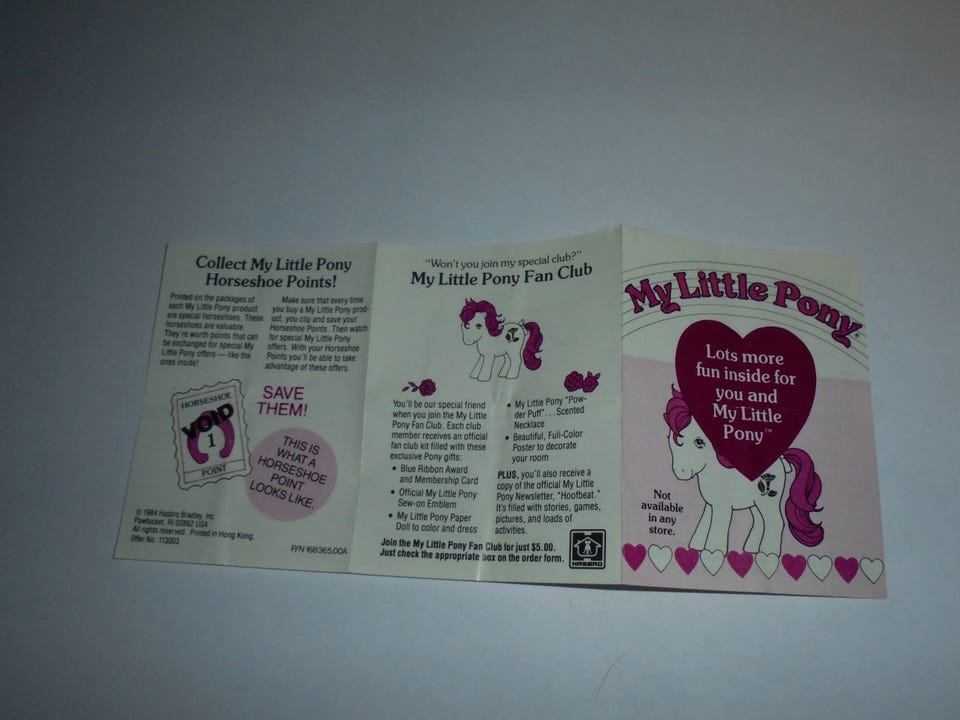 Collect My Little Pony
Horseshoe Points!
Printed on the packages of
each My Little Pony product
are special horseshoes. These
horseshoes are valuable.
They're worth points that can
be exchanged for special My
Little Pony offers — like the
ones inside!
Make sure that every time
you buy a My Little Pony prod-
uct, you clip and save your
Horseshoe Points. Then watch
for special My Little Pony
offers. With your Horseshoe
Points you'll be able to take
advantage of these offers.
HORSESHOE
VOID
1
POINT
SAVE
THEM!
THIS IS
WHAT A
HORSESHOE
POINT
LOOKS LIKE.
© 1984 Hasbro Bradley, Inc.
Pawtucket, RI 02862 USA
All rights reserved. Printed in Hong Kong.
Offer No. 113003
P/N 168365.00A
"Won't you join my special club?"
My Little Pony Fan Club
You'll be our special friend
when you join the My Little
Pony Fan Club. Each club
member receives an official
fan club kit filled with these
exclusive Pony gifts:
• Blue Ribbon Award
and Membership Card
• Official My Little Pony
Sew-on Emblem
• My Little Pony Paper
Doll to color and dress
• My Little Pony "Pow-
der Puff"... Scented
Necklace
• Beautiful, Full-Color
Poster to decorate
your room
PLUS, you'll also receive a
copy of the official My Little
Pony Newsletter, "Hoofbeat."
It's filled with stories, games,
pictures, and loads of
activities.
Join the My Little Pony Fan Club for just $5.00.
Just check the appropriate box on the order form.
HASBRO
My Little Pony®
Lots more
fun inside for
you and
My Little
Pony™
Not
available
in any
store.